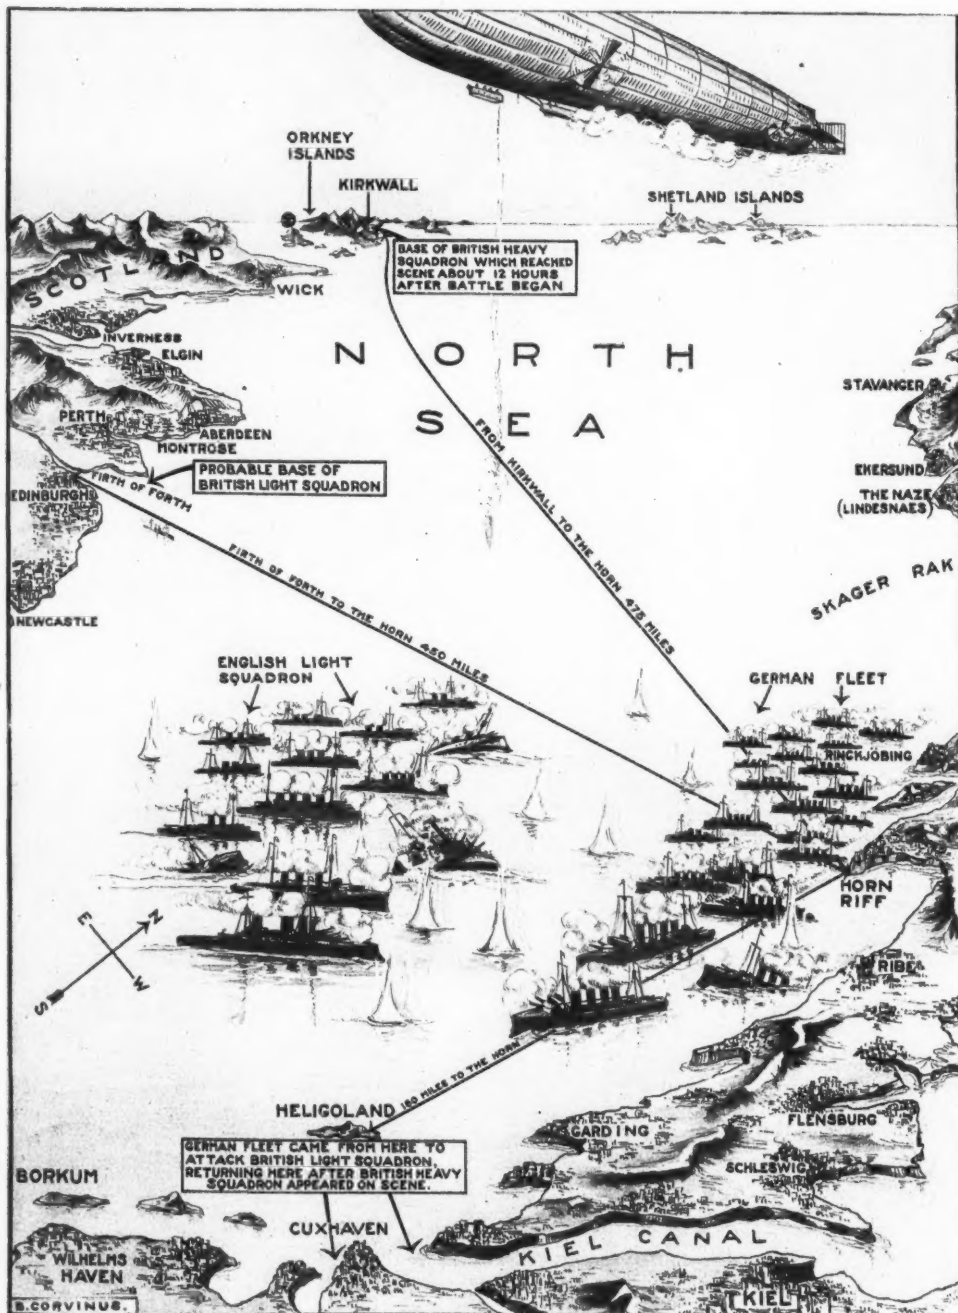 ORKNEY
ISLANDS
KIRKWALL
SHETLAND ISLANDS
BASE OF BRITISH HEAVY
SQUADRON WHICH REACHED
SCENE ABOUT 12 HOURS
AFTER BATTLE BEGAN
SCOTLAND
WICK
INVERNESS
ELGIN
NORTH
SEA
STAVANGER
PERTH
ABERDEEN
MONTROSE
EKERSUND
PROBABLE BASE OF
BRITISH LIGHT SQUADRON
FIRTH OF FORTH
EDINBURGH
THE NAZE
(LINDESNAES)
FROM KIRKWALL TO THE HORN 475 MILES
SKAGER RAK
NEWCASTLE
FIRTH OF FORTH TO THE HORN 450 MILES
ENGLISH LIGHT
SQUADRON
GERMAN FLEET
RINCKJOBING
HORN
RIFF
E
N
S
W
RIBE
HELIGOLAND
TO THE HORN
GARDING
FLENSBURG
SCHLESWIG
GERMAN FLEET CAME FROM HERE TO
ATTACK BRITISH LIGHT SQUADRON,
RETURNING HERE AFTER BRITISH HEAVY
SQUADRON APPEARED ON SCENE.
BORKUM
CUXHAVEN
KIEL CANAL
WILHELMS
HAVEN
KIEL
B. CORVINUS.